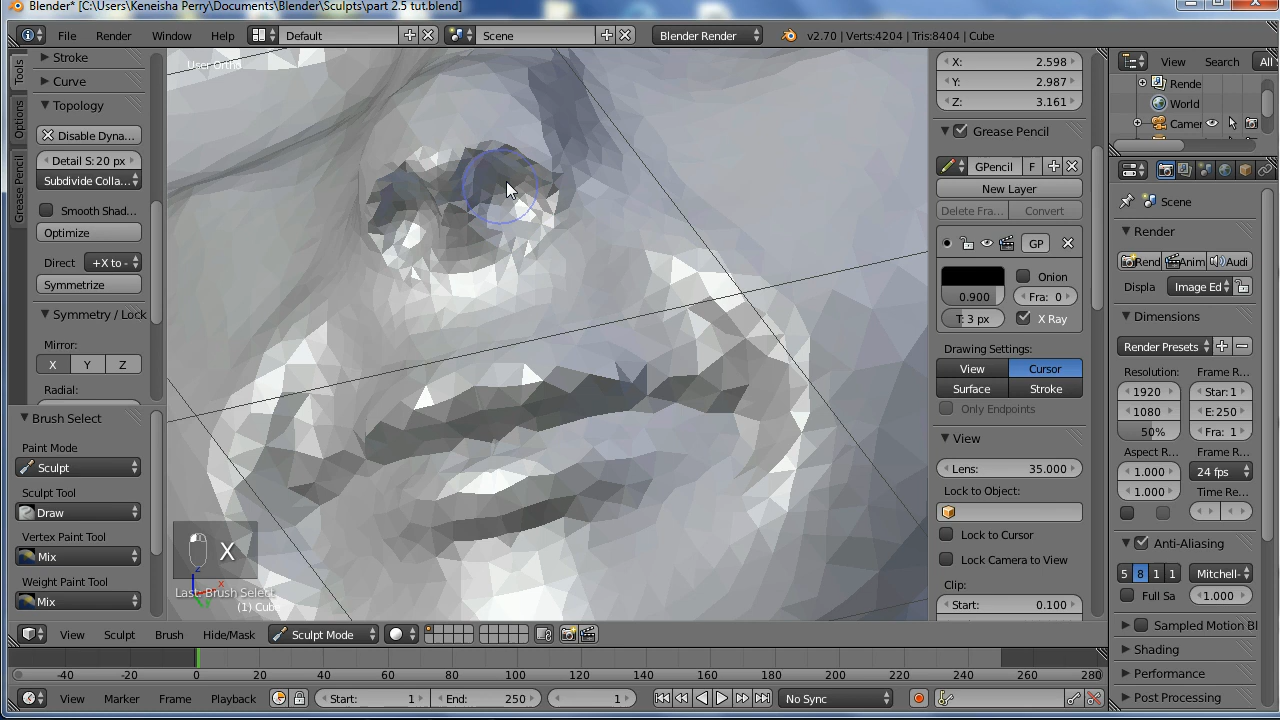 Blender* [C:\Users\Keneisha Perry\Documents\Blender\Sculpts\part 2.5 tut.blend]
File Render Window Help Default Scene Blender Render v2.70 | Verts:4204 | Tris:8404 | Cube
Tools
Options
Grease Pencil
Stroke
Curve
Topology
Disable Dyna...
Detail S: 20 px
Subdivide Colla...
Smooth Shad...
Optimize
Direct +X to -
Symmetrize
Symmetry / Lock
Mirror:
X Y Z
Radial:
Brush Select
Paint Mode
Sculpt
Sculpt Tool
Draw
Vertex Paint Tool
Mix
Weight Paint Tool
Mix
User Ortho
X
Last: Brush Select
(1) Cube
X: 2.598
Y: 2.987
Z: 3.161
Grease Pencil
GPencil F
New Layer
Delete Fra... Convert
GP
Onion
0.900 Fra: 0
T: 3 px X Ray
Drawing Settings:
View Cursor
Surface Stroke
Only Endpoints
View
Lens: 35.000
Lock to Object:
Lock to Cursor
Lock Camera to View
Clip:
Start: 0.100
View Search All
Rende
World
Camer
Scene
Render
Rend Anim Audi
Displa Image Ed
Dimensions
Render Presets
Resolution: Frame R...
1920 Star: 1
1080 E: 250
50% Fra: 1
Aspect R... Frame R...
1.000 24 fps
1.000 Time Re...
Anti-Aliasing
5 8 1 1 Mitchell-
Full Sa 1.000
Sampled Motion Bl
Shading
Performance
Post Processing
View Sculpt Brush Hide/Mask Sculpt Mode
-40 -20 0 20 40 60 80 100 120 140 160 180 200 220 240 260 280
View Marker Frame Playback Start: 1 End: 250 1 No Sync